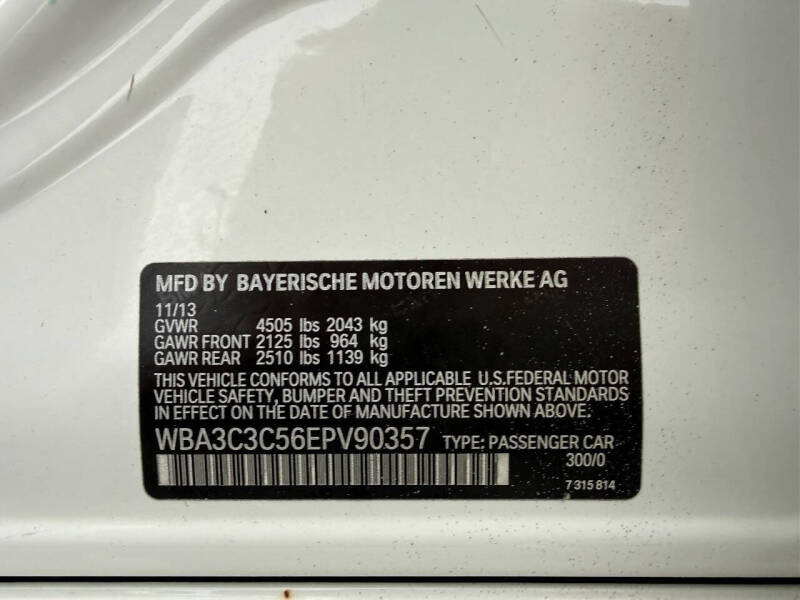 MFD BY BAYERISCHE MOTOREN WERKE AG
11/13
GVWR 4505 lbs 2043 kg
GAWR FRONT 2125 lbs 964 kg
GAWR REAR 2510 lbs 1139 kg
THIS VEHICLE CONFORMS TO ALL APPLICABLE U.S.FEDERAL MOTOR
VEHICLE SAFETY, BUMPER AND THEFT PREVENTION STANDARDS
IN EFFECT ON THE DATE OF MANUFACTURE SHOWN ABOVE.
WBA3C3C56EPV90357 TYPE: PASSENGER CAR
300/0
7 315 814